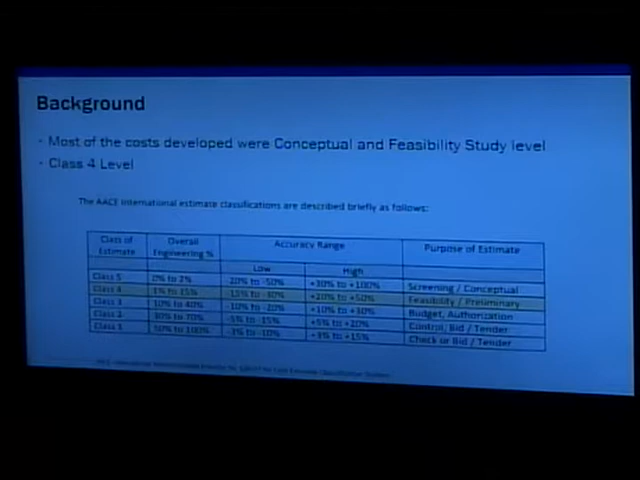 Background
· Most of the costs developed were Conceptual and Feasibility Study level
· Class 4 Level
The AACE International estimate classifications are described briefly as follows:
Class of Estimate Overall Engineering % Accuracy Range Purpose of Estimate
Low High
Class 5 0% to 2% -20% to -50% +30% to +100% Screening / Conceptual
Class 4 1% to 15% -15% to -30% +20% to +50% Feasibility / Preliminary
Class 3 10% to 40% -10% to -20% +10% to +30% Budget, Authorization
Class 2 30% to 70% -5% to -15% +5% to +20% Control, Bid / Tender
Class 1 50% to 100% -3% to -10% +3% to +15% Check or Bid / Tender